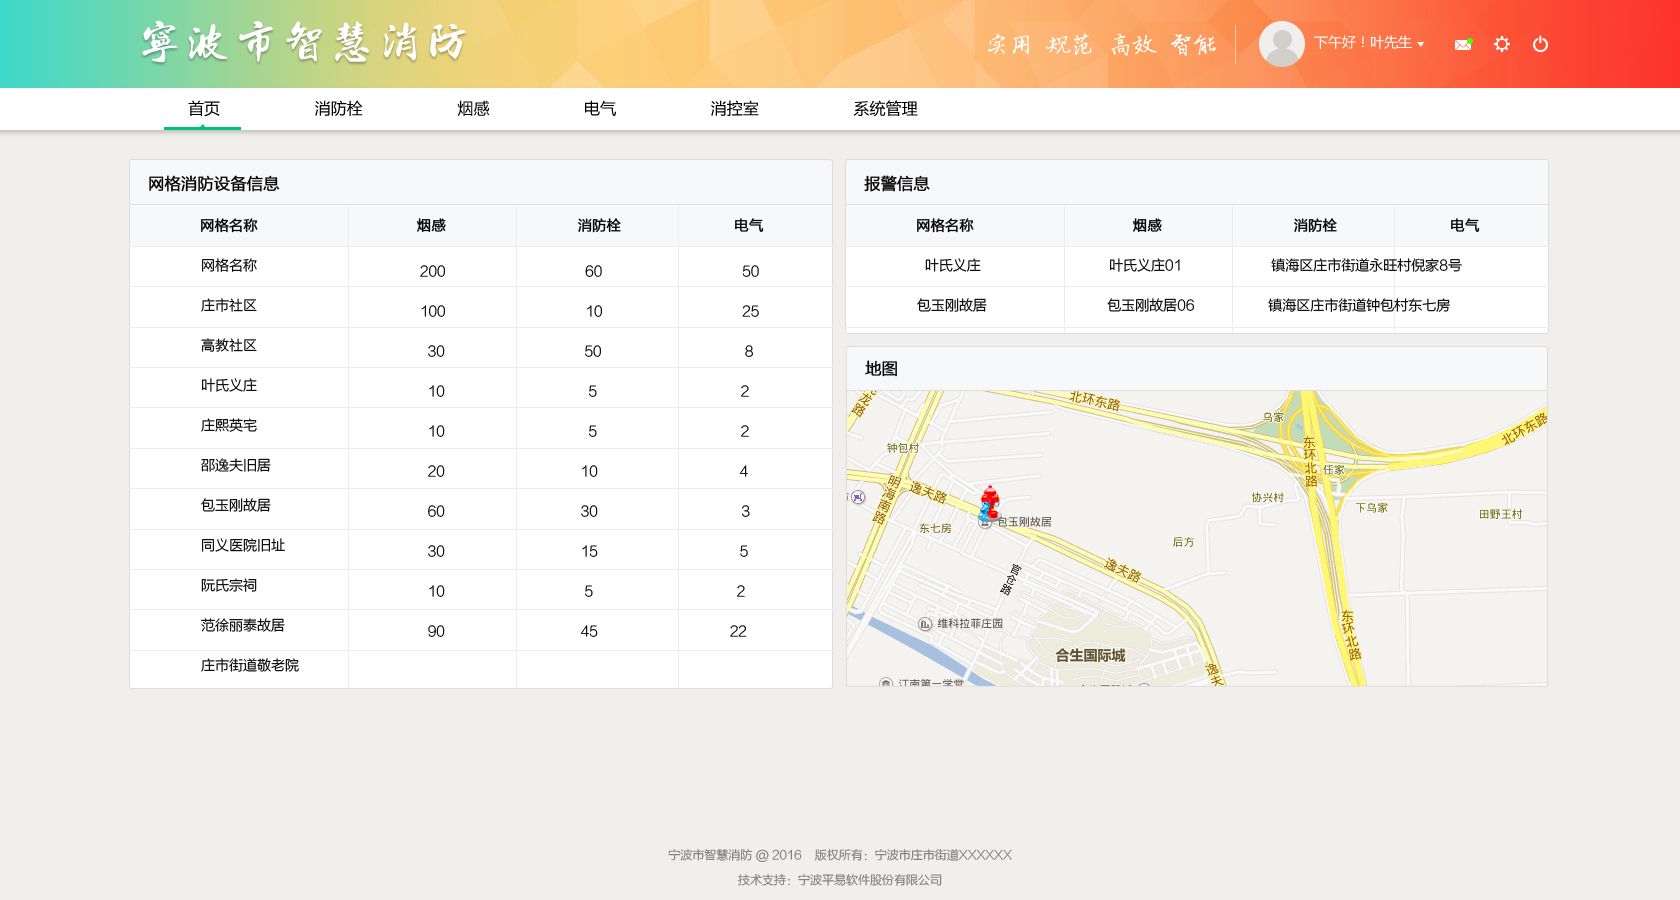 寧波市智慧消防
实用 规范 高效 智能
下午好！叶先生
首页 消防栓 烟感 电气 消控室 系统管理
网格消防设备信息
网格名称 烟感 消防栓 电气
网格名称 200 60 50
庄市社区 100 10 25
高教社区 30 50 8
叶氏义庄 10 5 2
庄熙英宅 10 5 2
邵逸夫旧居 20 10 4
包玉刚故居 60 30 3
同义医院旧址 30 15 5
阮氏宗祠 10 5 2
范徐丽泰故居 90 45 22
庄市街道敬老院
报警信息
网格名称 烟感 消防栓 电气
叶氏义庄 叶氏义庄01 镇海区庄市街道永旺村倪家8号
包玉刚故居 包玉刚故居06 镇海区庄市街道钟包村东七房
地图
龙路
北环东路
乌家
北环东路
钟包村
东环北路
任家
明海南路
逸夫路
协兴村
下乌家
田野王村
包玉刚故居
东七房
后方
逸夫路
官仓路
维科拉菲庄园
东环北路
合生国际城
逸夫
江南第一学堂
宁波市智慧消防 @ 2016 版权所有：宁波市庄市街道XXXXXX
技术支持：宁波平易软件股份有限公司